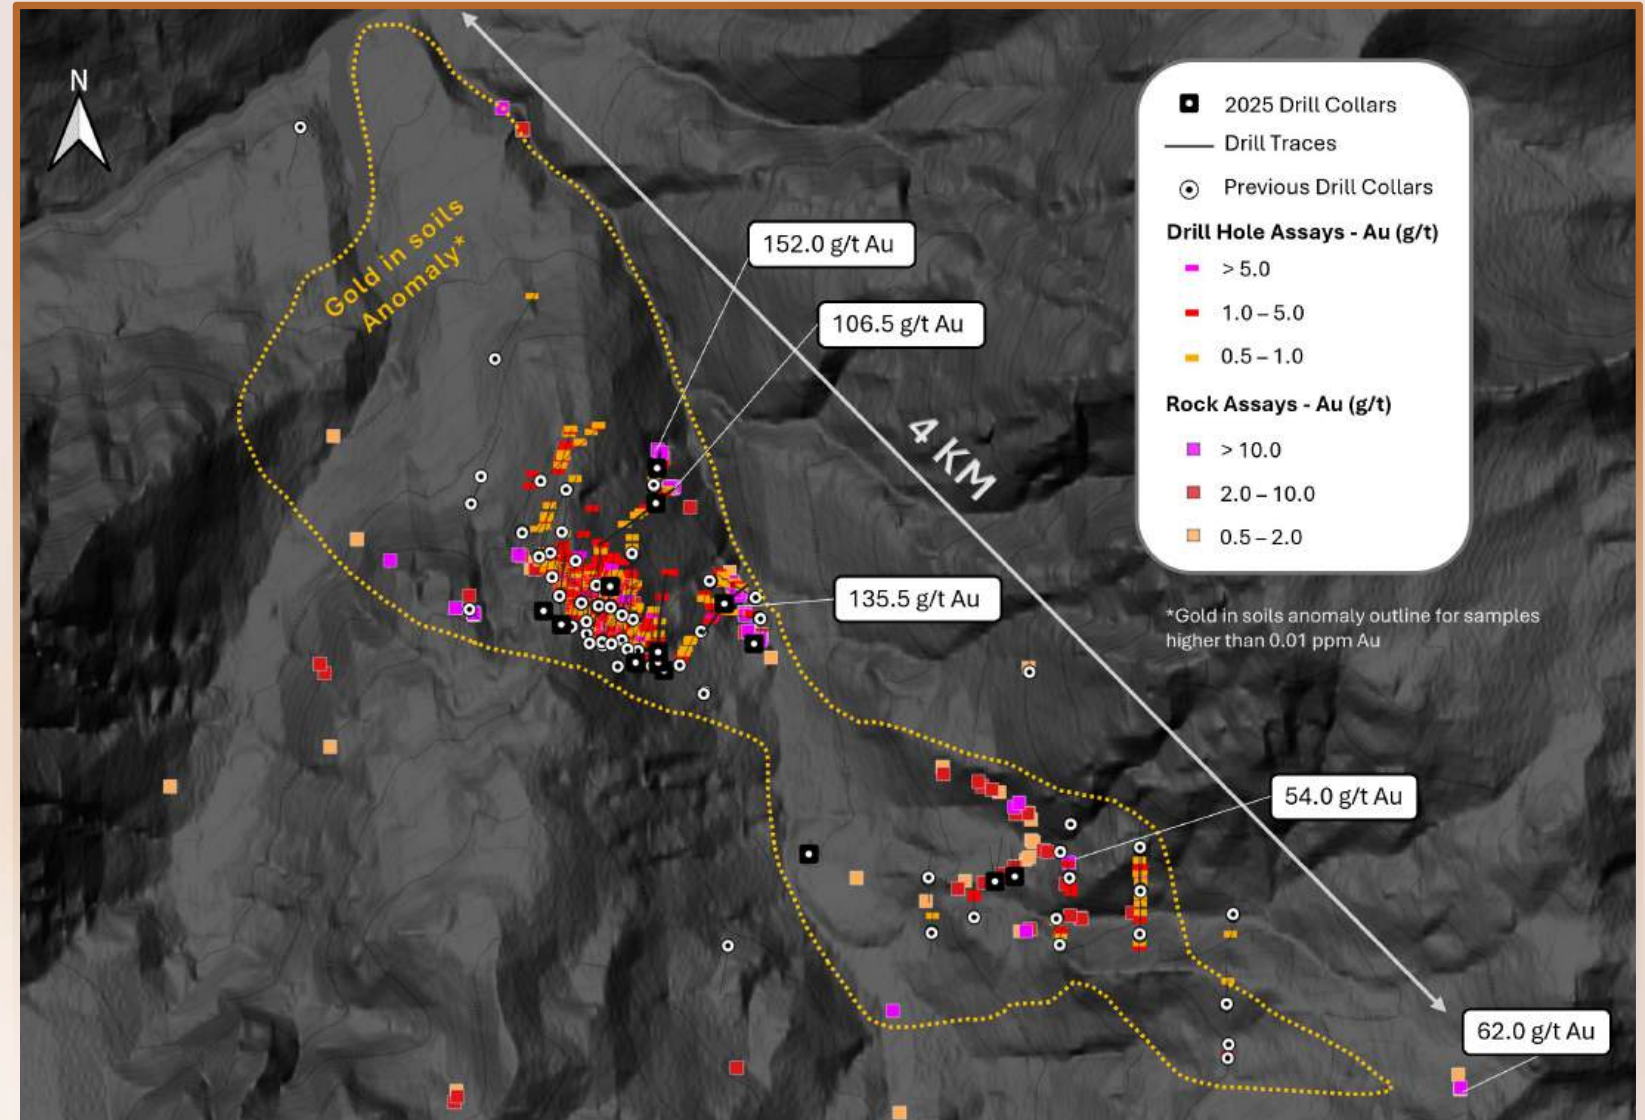 N
Gold in soils
Anomaly*
152.0 g/t Au
106.5 g/t Au
4 KM
135.5 g/t Au
54.0 g/t Au
62.0 g/t Au
2025 Drill Collars
Drill Traces
Previous Drill Collars
Drill Hole Assays - Au (g/t)
> 5.0
1.0 – 5.0
0.5 – 1.0
Rock Assays - Au (g/t)
> 10.0
2.0 – 10.0
0.5 – 2.0
*Gold in soils anomaly outline for samples
higher than 0.01 ppm Au